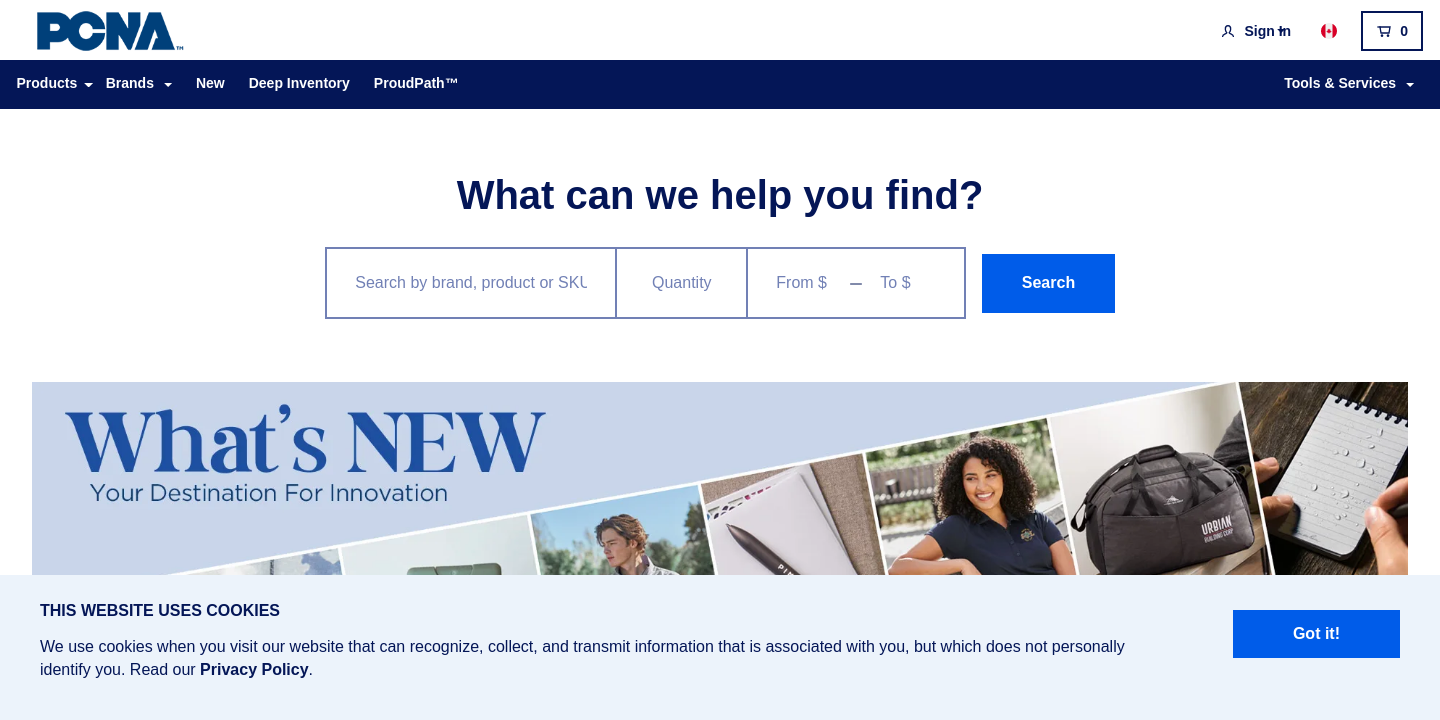 PCNA™
Sign In
0
Products
Brands
New
Deep Inventory
ProudPath™
Tools & Services
What can we help you find?
Search by brand, product or SKU
Quantity
From $
To $
Search
What's NEW
Your Destination For Innovation
URBIAN
BUILDING CORP
THIS WEBSITE USES COOKIES
We use cookies when you visit our website that can recognize, collect, and transmit information that is associated with you, but which does not personally
identify you. Read our Privacy Policy.
Got it!